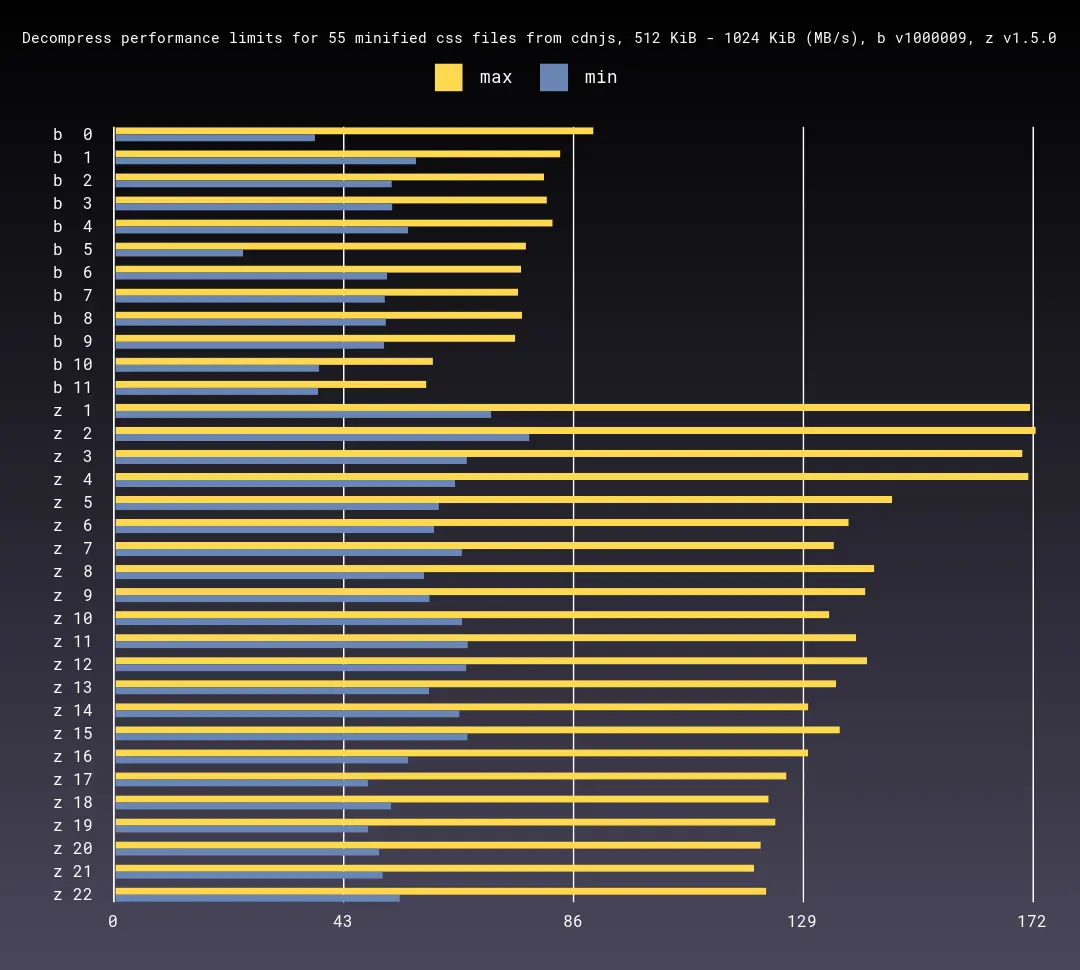 Decompress performance limits for 55 minified css files from cdnjs, 512 KiB - 1024 KiB (MB/s), b v1000009, z v1.5.0
max min
b 0
b 1
b 2
b 3
b 4
b 5
b 6
b 7
b 8
b 9
b 10
b 11
z 1
z 2
z 3
z 4
z 5
z 6
z 7
z 8
z 9
z 10
z 11
z 12
z 13
z 14
z 15
z 16
z 17
z 18
z 19
z 20
z 21
z 22
0 43 86 129 172